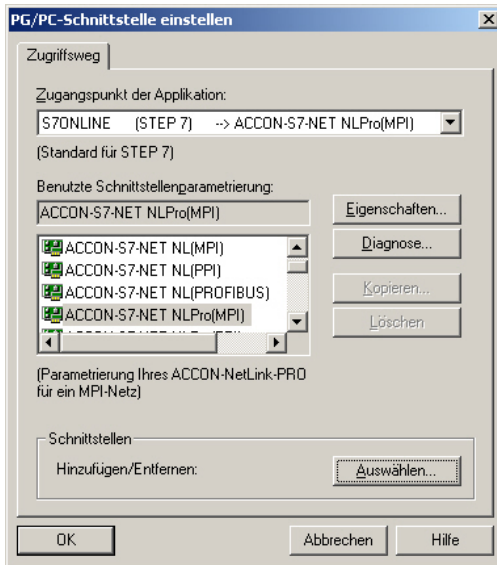 PG/PC-Schnittstelle einstellen
Zugriffsweg
Zugangspunkt der Applikation:
S7ONLINE (STEP 7) --> ACCON-S7-NET NLPro(MPI)
(Standard für STEP 7)
Benutzte Schnittstellenparametrierung:
ACCON-S7-NET NLPro(MPI)
Eigenschaften...
ACCON-S7-NET NL(MPI)
Diagnose...
ACCON-S7-NET NL(PPI)
ACCON-S7-NET NL(PROFIBUS)
Kopieren...
ACCON-S7-NET NLPro(MPI)
Löschen
(Parametrierung Ihres ACCON-NetLink-PRO
für ein MPI-Netz)
Schnittstellen
Hinzufügen/Entfernen:
Auswählen...
OK
Abbrechen
Hilfe